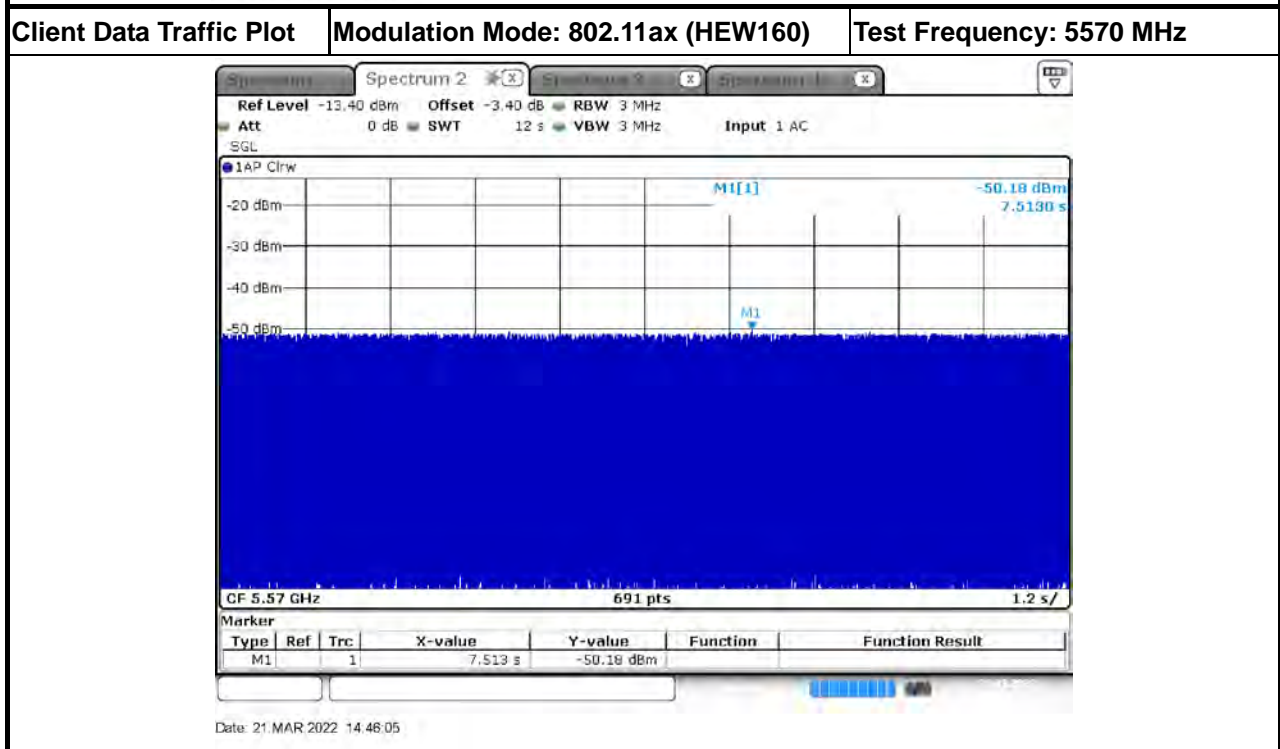 Client Data Traffic Plot Modulation Mode: 802.11ax (HEW160) Test Frequency: 5570 MHz
Spectrum 2 X X X
Ref Level -13.40 dBm Offset -3.40 dB RBW 3 MHz
Att 0 dB SWT 12 s VBW 3 MHz Input 1 AC
SGL
1AP Clrw
M1[1] -50.18 dBm
7.5130 s
-20 dBm
-30 dBm
-40 dBm
M1
-50 dBm
CF 5.57 GHz 691 pts 1.2 s/
Marker
Type Ref Trc X-value Y-value Function Function Result
M1 1 7.513 s -50.18 dBm
Date: 21.MAR.2022 14:46:05